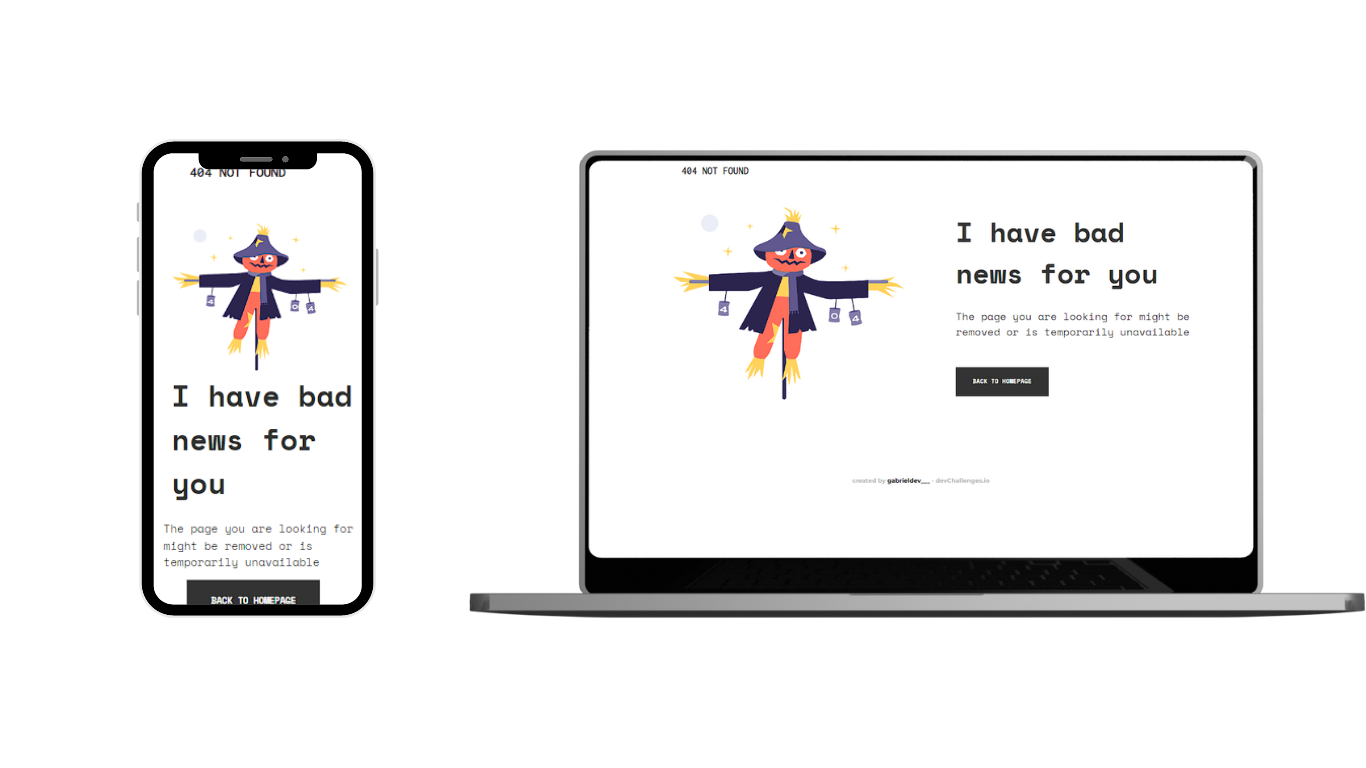 404 NOT FOUND
4
0
4
I have bad
news for
you
The page you are looking for
might be removed or is
temporarily unavailable
BACK TO HOMEPAGE
404 NOT FOUND
4
0
4
I have bad
news for you
The page you are looking for might be
removed or is temporarily unavailable
BACK TO HOMEPAGE
created by gabrieldev__ - devChallenges.io